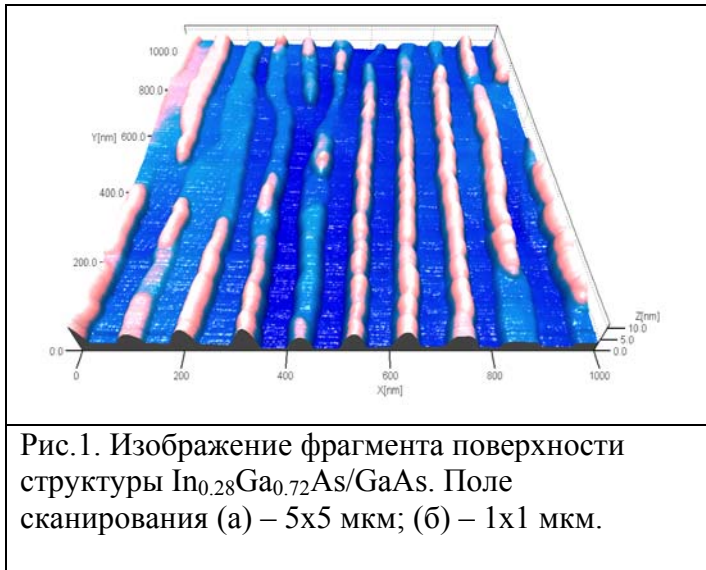 1000.0
800.0
Y[nm] 600.0
400.0
200.0
0.0
Z[nm]
10.0
5.0
0.0
0 200 400 600 800 1000
X[nm]
Рис.1. Изображение фрагмента поверхности
структуры In₀.₂₈Ga₀.₇₂As/GaAs. Поле
сканирования (а) – 5х5 мкм; (б) – 1х1 мкм.